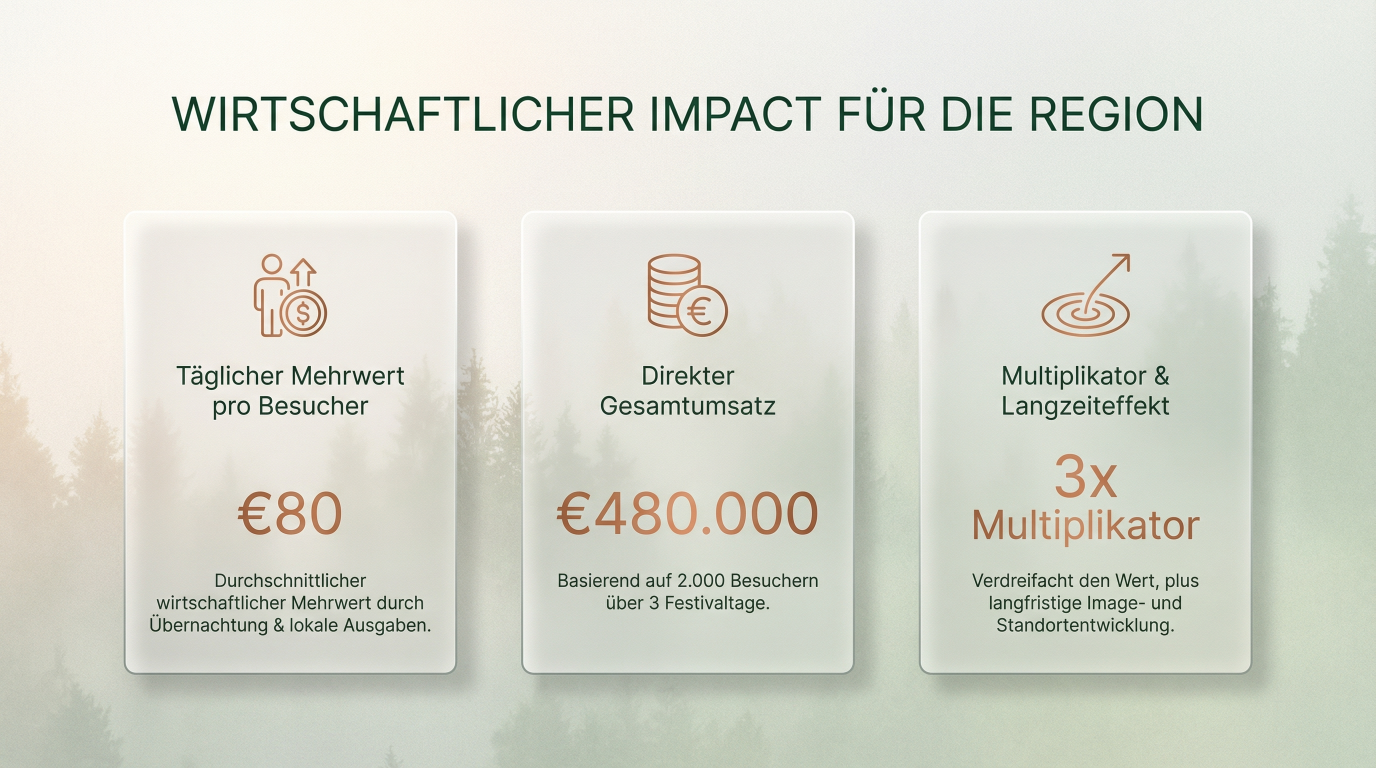 WIRTSCHAFTLICHER IMPACT FÜR DIE REGION
$
Täglicher Mehrwert
pro Besucher
€80
Durchschnittlicher
wirtschaftlicher Mehrwert durch
Übernachtung & lokale Ausgaben.
€
Direkter
Gesamtumsatz
€480.000
Basierend auf 2.000 Besuchern
über 3 Festivaltage.
Multiplikator &
Langzeiteffekt
3x
Multiplikator
Verdreifacht den Wert, plus
langfristige Image- und
Standortentwicklung.